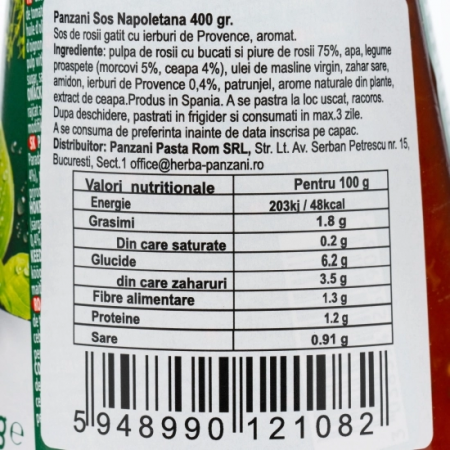 Panzani Sos Napoletana 400 gr.
Sos de rosii gatit cu ierburi de Provence, aromat.
Ingrediente: pulpa de rosii cu bucati si piure de rosii 75%, apa, legume
proaspete (morcovi 5%, ceapa 4%), ulei de masline virgin, zahar sare,
amidon, ierburi de Provence 0,4%, patrunjel, arome naturale din plante,
extract de ceapa.Produs in Spania. A se pastra la loc uscat, racoros.
Dupa deschidere, pastrati in frigider si consumati in max.3 zile.
A se consuma de preferinta inainte de data inscrisa pe capac.
Distribuitor: Panzani Pasta Rom SRL, Str. Lt. Av. Serban Petrescu nr. 15,
Bucuresti, Sect.1 office@herba-panzani.ro
Valori nutritionale Pentru 100 g
Energie 203kj / 48kcal
Grasimi 1.8 g
Din care saturate 0.2 g
Glucide 6.2 g
din care zaharuri 3.5 g
Fibre alimentare 1.3 g
Proteine 1.2 g
Sare 0.91 g
5 948990 121082
ge